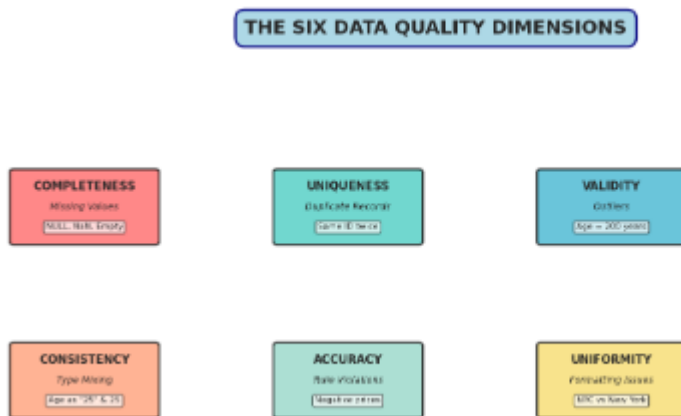 THE SIX DATA QUALITY DIMENSIONS
COMPLETENESS
Missing Values
NULL, NaN, Empty
UNIQUENESS
Duplicate Records
Same ID twice
VALIDITY
Outliers
Age = 200 years
CONSISTENCY
Type Mixing
Age as "25" & 25
ACCURACY
Rule Violations
Negative prices
UNIFORMITY
Formatting Issues
NYC vs New York